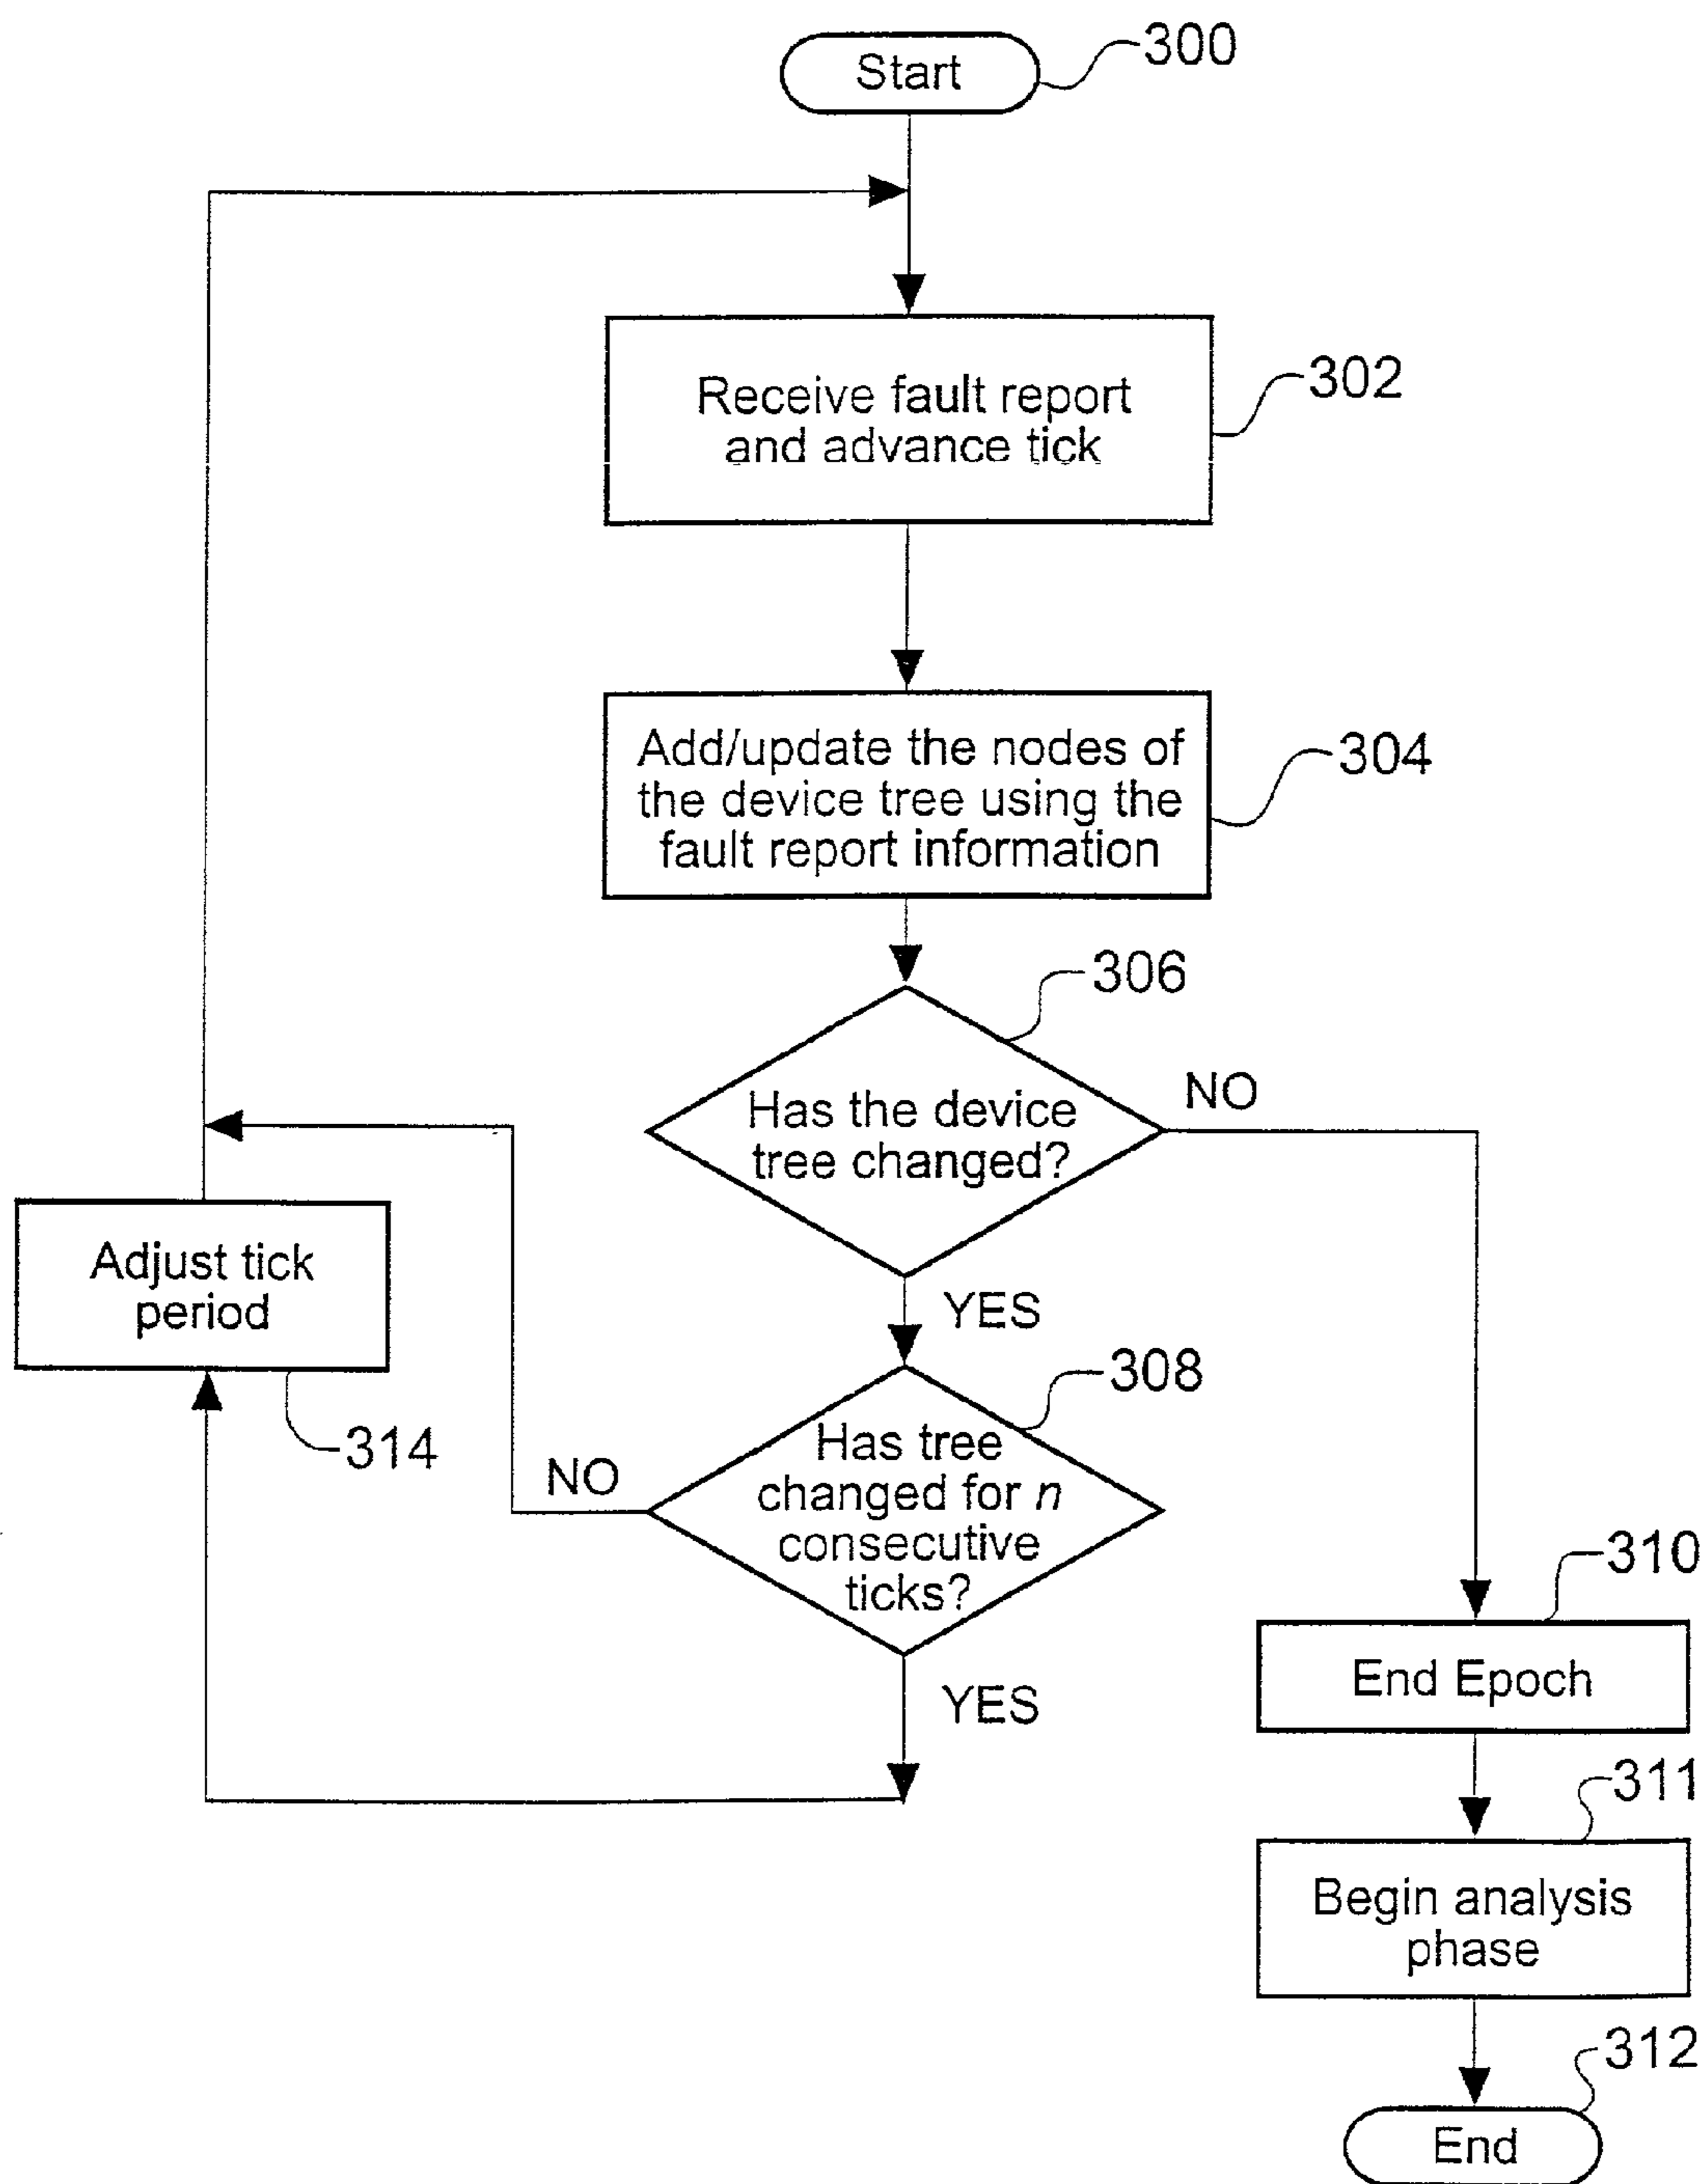 Start
300
Receive fault report
and advance tick
302
Add/update the nodes of
the device tree using the
fault report information
304
306
Has the device
tree changed?
NO
YES
Adjust tick
period
314
308
Has tree
changed for n
consecutive
ticks?
NO
YES
310
End Epoch
311
Begin analysis
phase
312
End